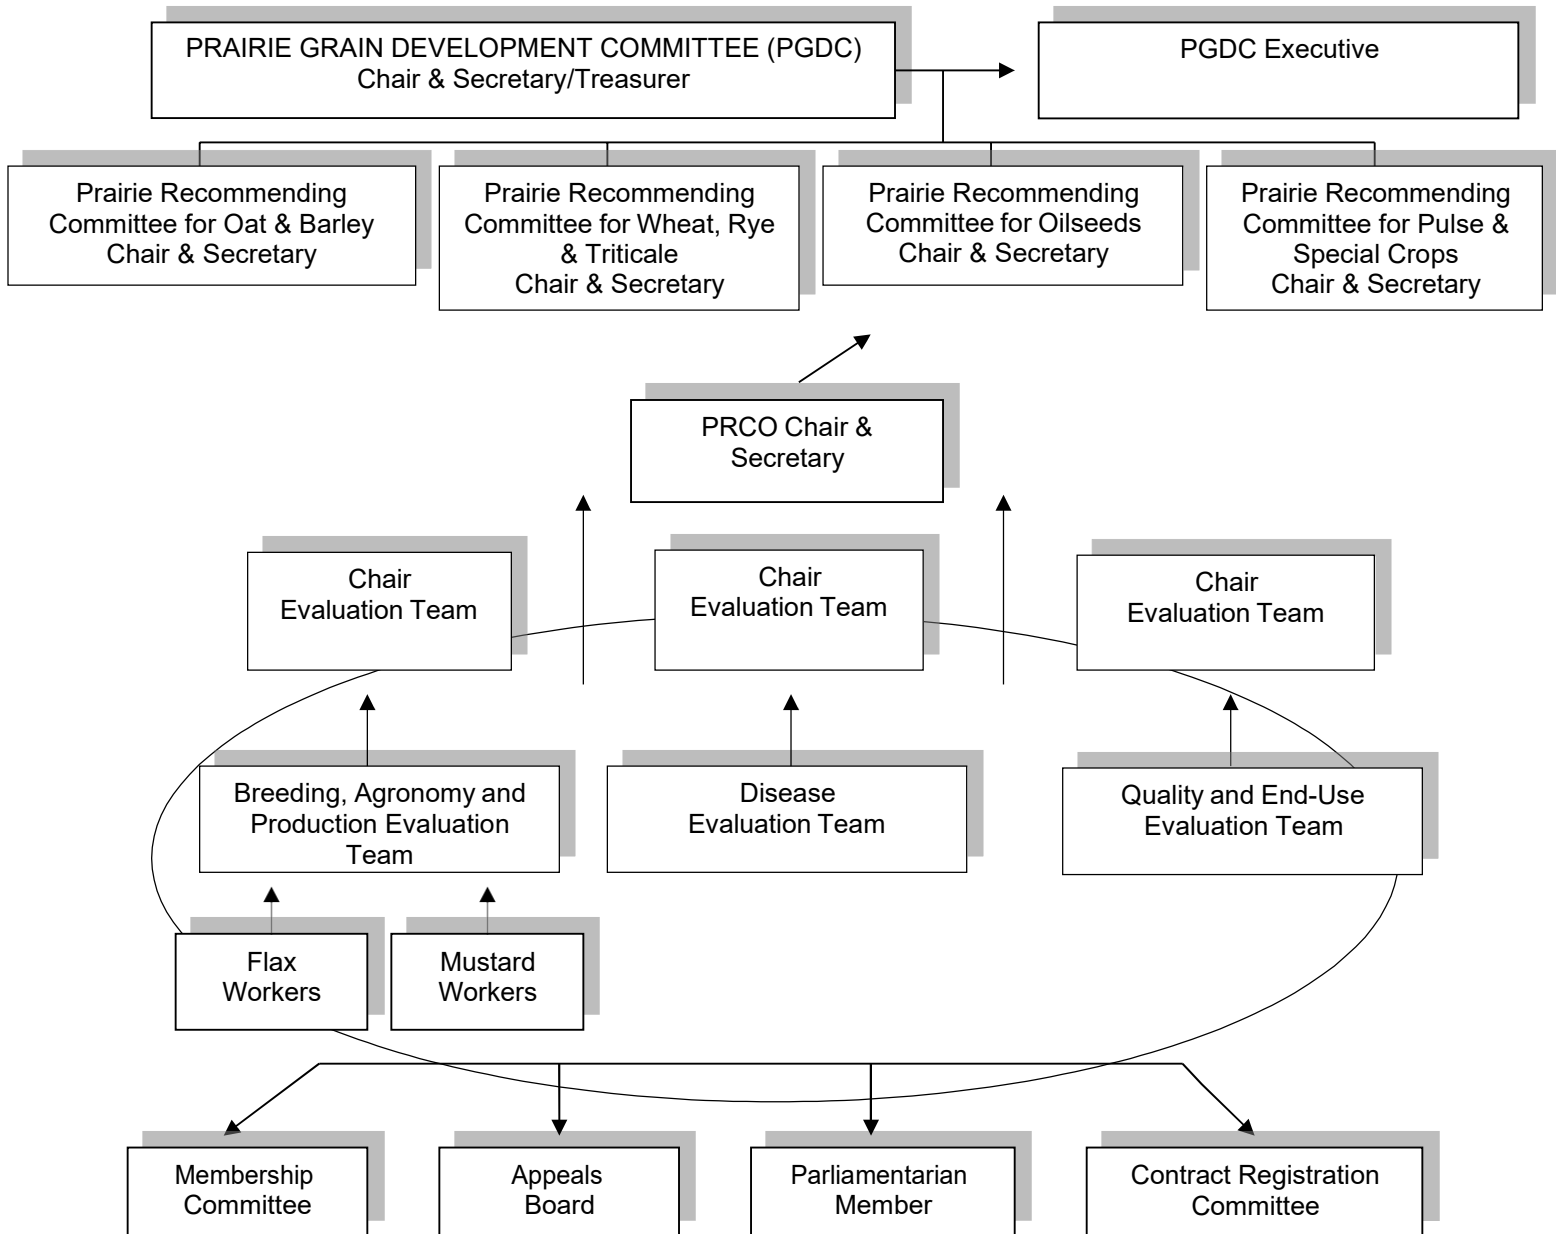 PRAIRIE GRAIN DEVELOPMENT COMMITTEE (PGDC)
Chair & Secretary/Treasurer
PGDC Executive
Prairie Recommending
Committee for Oat & Barley
Chair & Secretary
Prairie Recommending
Committee for Wheat, Rye
& Triticale
Chair & Secretary
Prairie Recommending
Committee for Oilseeds
Chair & Secretary
Prairie Recommending
Committee for Pulse &
Special Crops
Chair & Secretary
PRCO Chair &
Secretary
Chair
Evaluation Team
Chair
Evaluation Team
Chair
Evaluation Team
Breeding, Agronomy and
Production Evaluation
Team
Disease
Evaluation Team
Quality and End-Use
Evaluation Team
Flax
Workers
Mustard
Workers
Membership
Committee
Appeals
Board
Parliamentarian
Member
Contract Registration
Committee